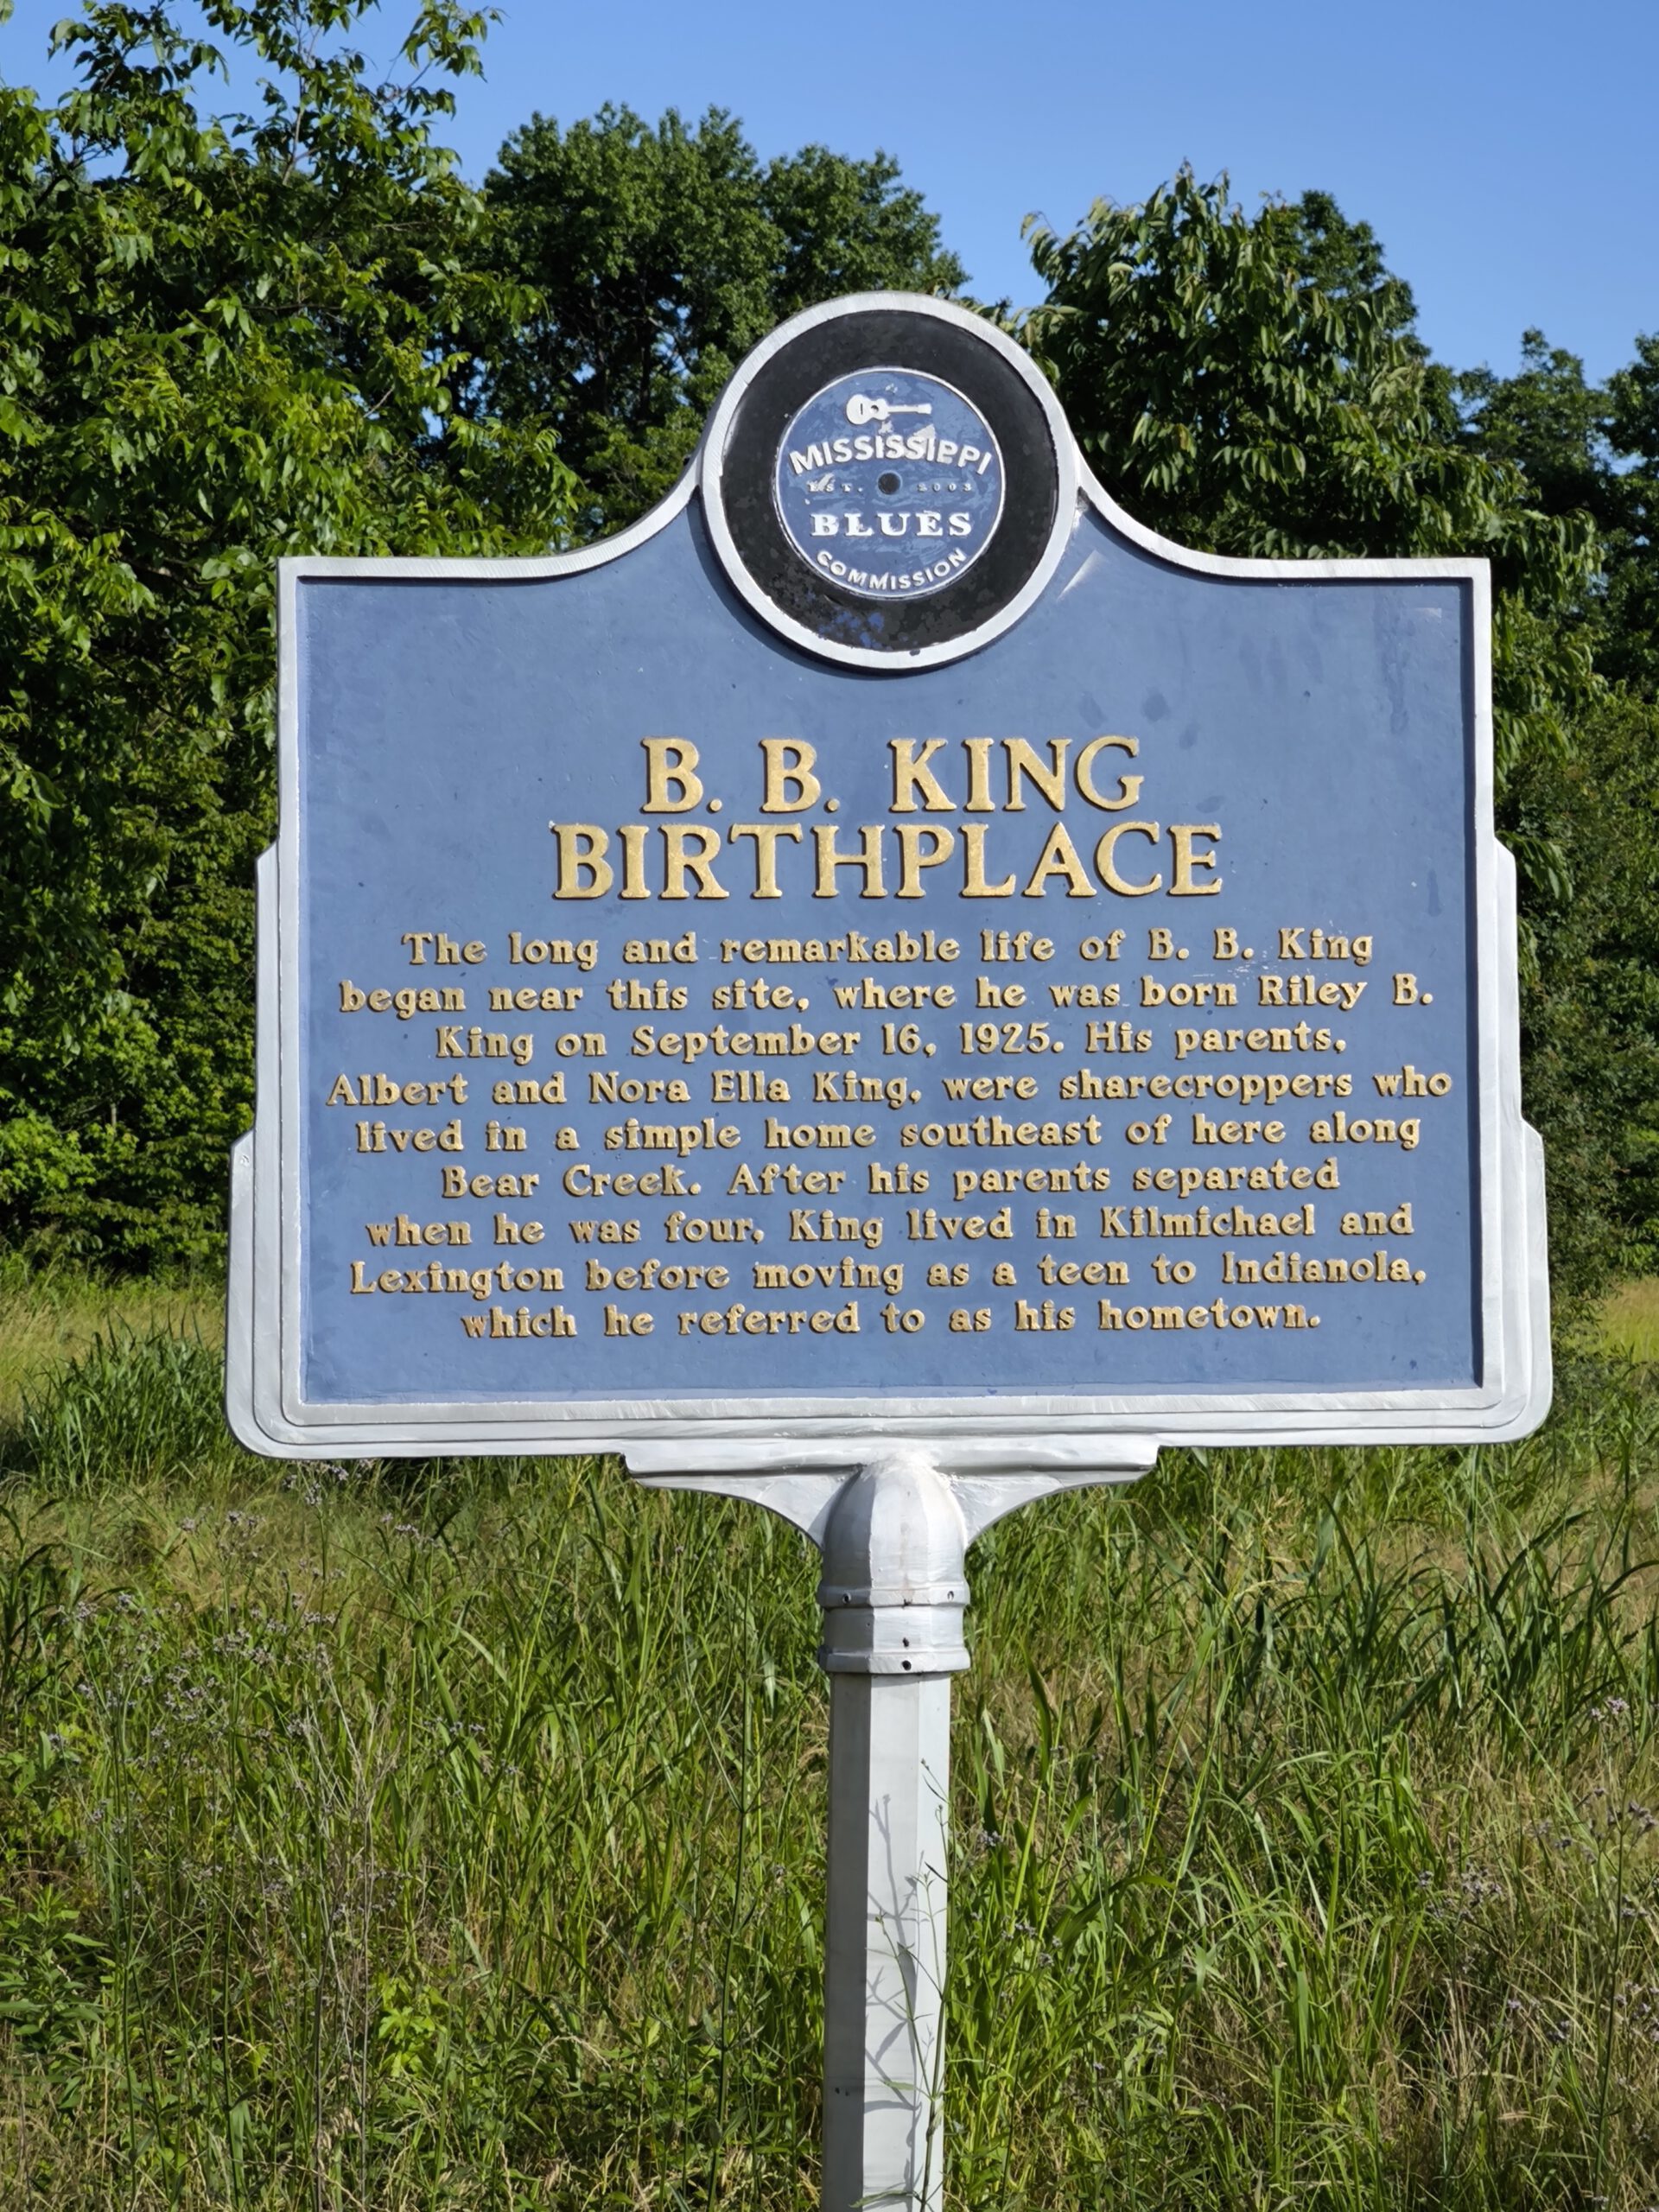 MISSISSIPPI
EST. 2003
BLUES
COMMISSION
B. B. KING
BIRTHPLACE
The long and remarkable life of B. B. King
began near this site, where he was born Riley B.
King on September 16, 1925. His parents,
Albert and Nora Ella King, were sharecroppers who
lived in a simple home southeast of here along
Bear Creek. After his parents separated
when he was four, King lived in Kilmichael and
Lexington before moving as a teen to Indianola,
which he referred to as his hometown.